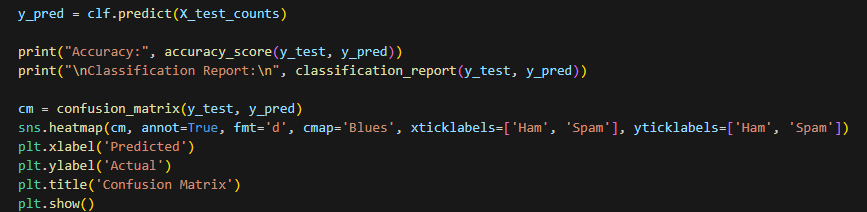 y_pred = clf.predict(X_test_counts)
print("Accuracy:", accuracy_score(y_test, y_pred))
print("\nClassification Report:\n", classification_report(y_test, y_pred))
cm = confusion_matrix(y_test, y_pred)
sns.heatmap(cm, annot=True, fmt='d', cmap='Blues', xticklabels=['Ham', 'Spam'], yticklabels=['Ham', 'Spam'])
plt.xlabel('Predicted')
plt.ylabel('Actual')
plt.title('Confusion Matrix')
plt.show()